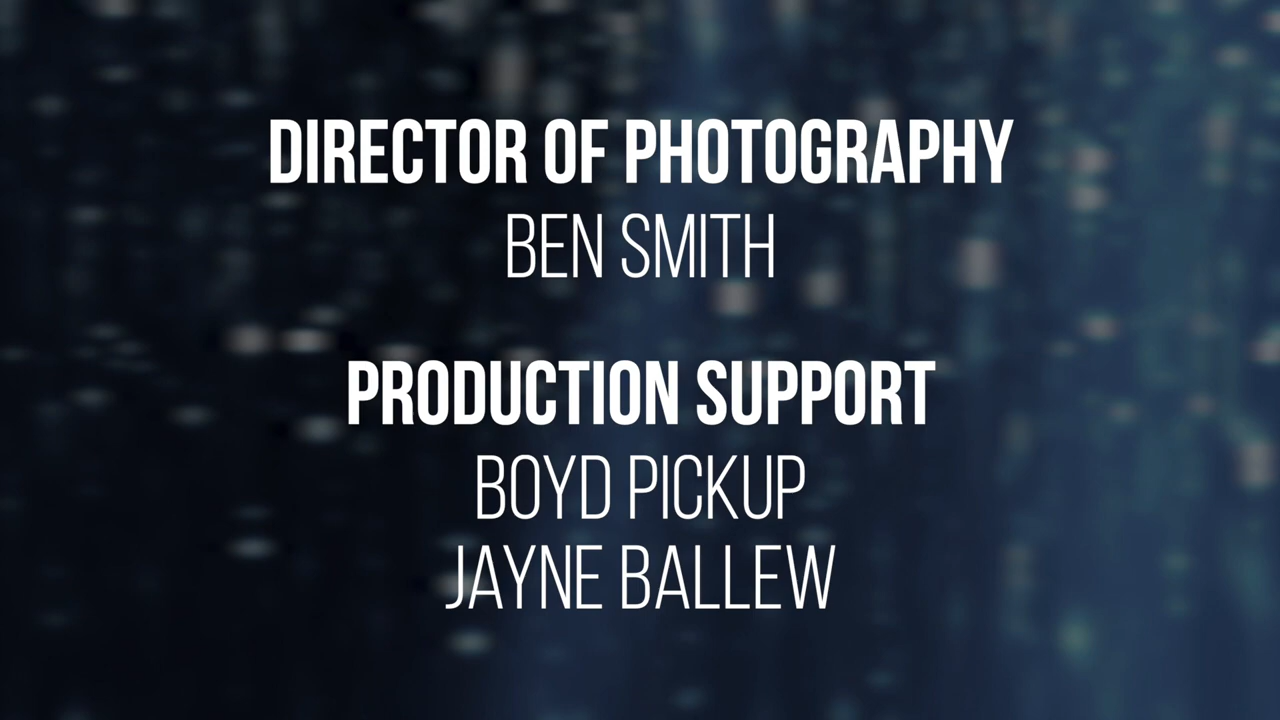 DIRECTOR OF PHOTOGRAPHY
BEN SMITH
PRODUCTION SUPPORT
BOYD PICKUP
JAYNE BALLEW